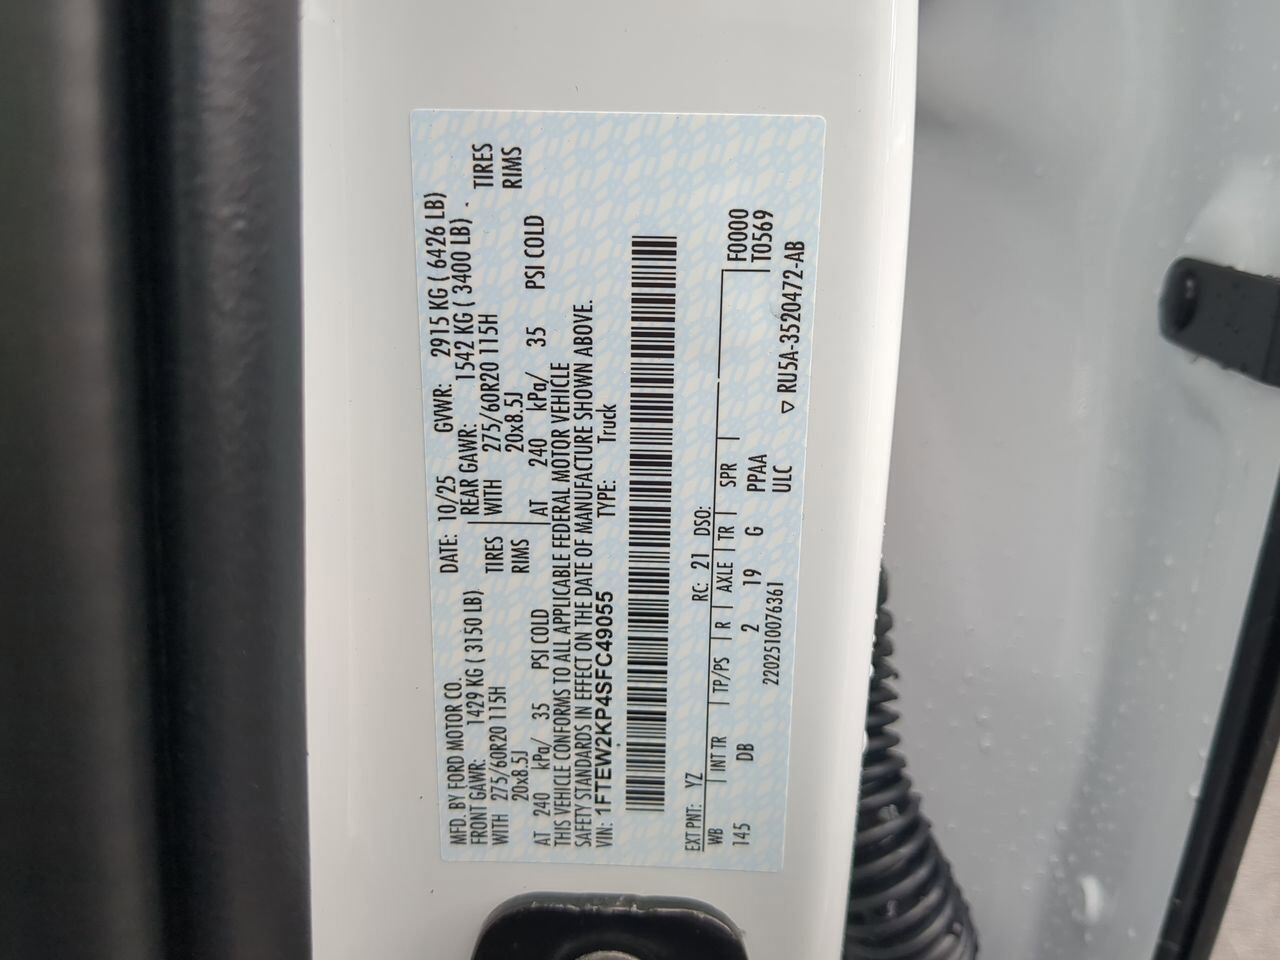 MFD. BY FORD MOTOR CO. DATE: 10/25 GVWR: 2915 KG ( 6426 LB)
FRONT GAWR: 1429 KG ( 3150 LB) REAR GAWR: 1542 KG ( 3400 LB)
WITH 275/60R20 115H TIRES WITH 275/60R20 115H TIRES
20x8.5J RIMS 20x8.5J RIMS
AT 240 kPa/ 35 PSI COLD AT 240 kPa/ 35 PSI COLD
THIS VEHICLE CONFORMS TO ALL APPLICABLE FEDERAL MOTOR VEHICLE
SAFETY STANDARDS IN EFFECT ON THE DATE OF MANUFACTURE SHOWN ABOVE.
VIN: 1FTEW2KP4SFC49055 TYPE: Truck
EXT PNT: YZ RC: 21 DSO:
WB INT TR TP/PS R AXLE TR SPR F0000
145 DB 2 19 G PPAA T0569
2202510076361 ULC
▽ RU5A-3520472-AB